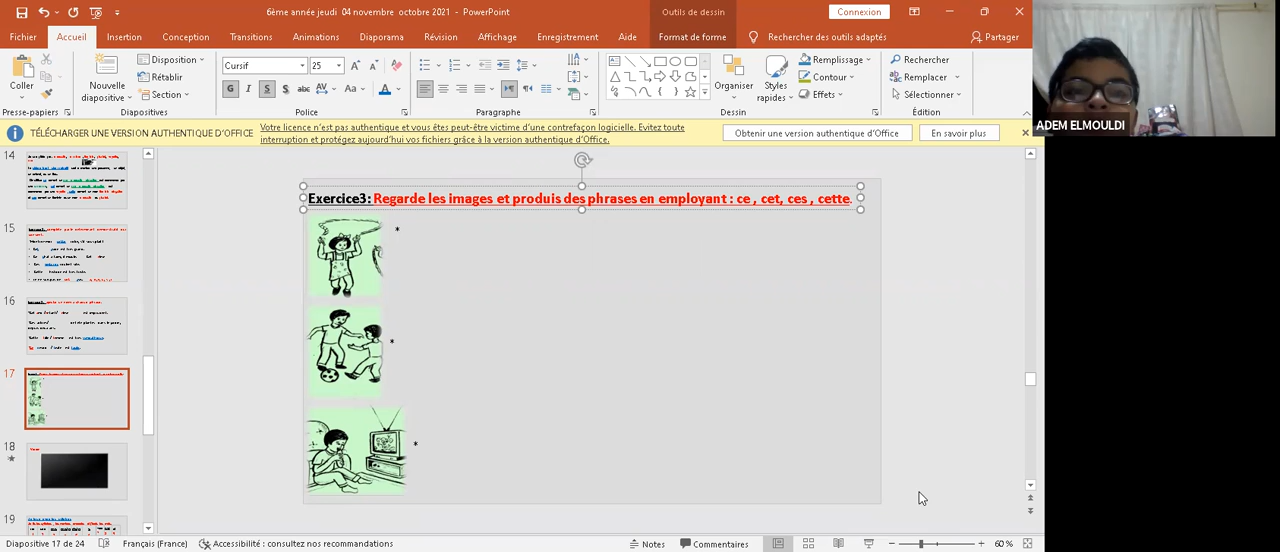 6ème année jeudi 04 novembre octobre 2021 - PowerPoint
Outils de dessin
Connexion
Fichier Accueil Insertion Conception Transitions Animations Diaporama Révision Affichage Enregistrement Aide Format de forme Rechercher des outils adaptés Partager
Coller
Nouvelle diapositive
Disposition
Rétablir
Section
Cursif 25
G I S S abc AV Aa A
Organiser
Styles rapides
Remplissage
Contour
Effets
Rechercher
Remplacer
Sélectionner
Presse-papiers Diapositives Police Paragraphe Dessin Édition
ADEM ELMOULDI
TÉLÉCHARGER UNE VERSION AUTHENTIQUE D'OFFICE Votre licence n'est pas authentique et vous êtes peut-être victime d'une contrefaçon logicielle. Evitez toute
interruption et protégez aujourd'hui vos fichiers grâce à la version authentique d'Office.
Obtenir une version authentique d'Office
En savoir plus
14
15
16
17
18
19
Exercice3: Regarde les images et produis des phrases en employant : ce , cet, ces , cette.
*
*
*
Diapositive 17 de 24 Français (France) Accessibilité : consultez nos recommandations Notes Commentaires 60 %